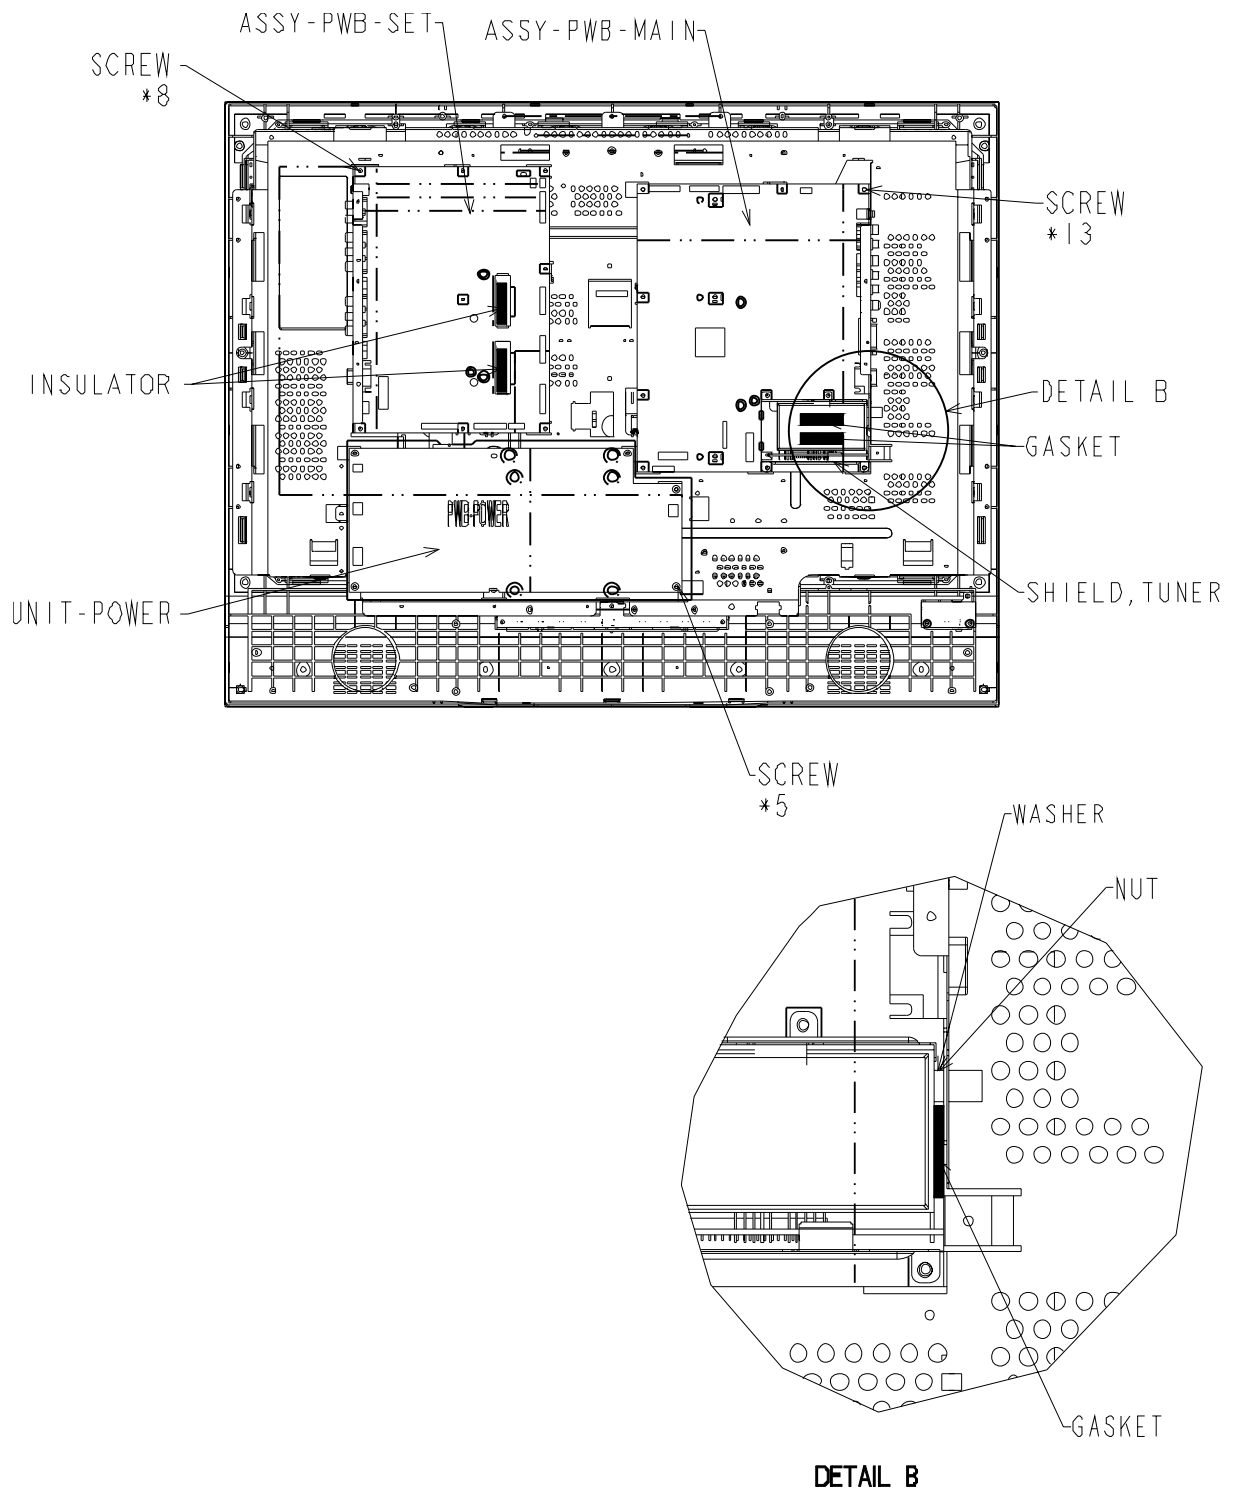 ASSY-PWB-SET
ASSY-PWB-MAIN
SCREW
*8
SCREW
*13
INSULATOR
DETAIL B
GASKET
PWB-POWER
SHIELD, TUNER
UNIT-POWER
SCREW
*5
WASHER
NUT
GASKET
DETAIL B